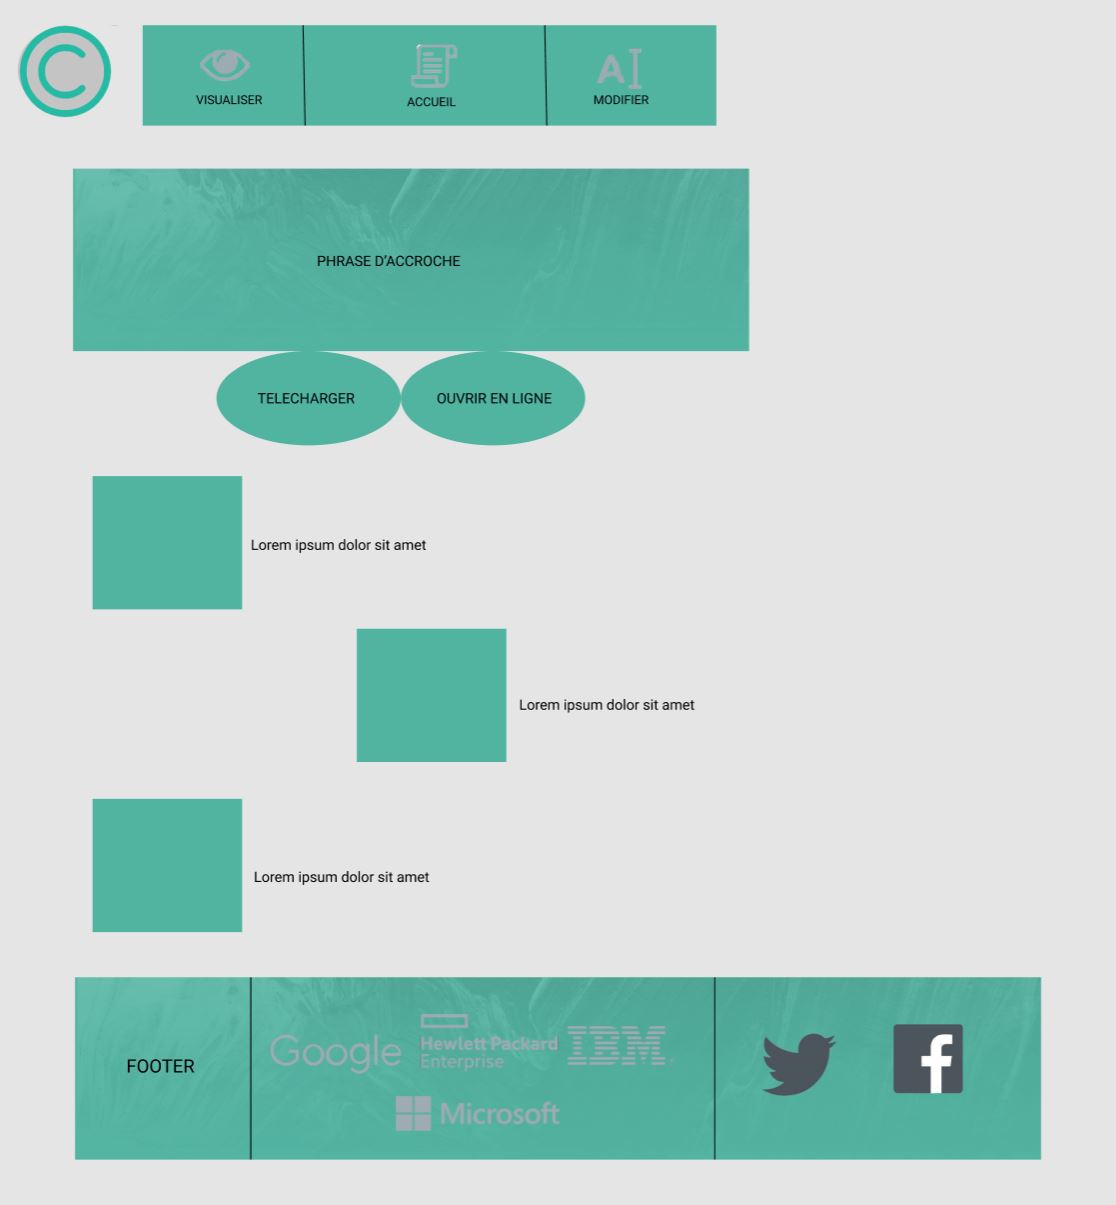 C
VISUALISER
ACCUEIL
A
MODIFIER
PHRASE D'ACCROCHE
TELECHARGER
OUVRIR EN LIGNE
Lorem ipsum dolor sit amet
Lorem ipsum dolor sit amet
Lorem ipsum dolor sit amet
FOOTER
Google
Hewlett Packard
Enterprise
IBM
Microsoft
f